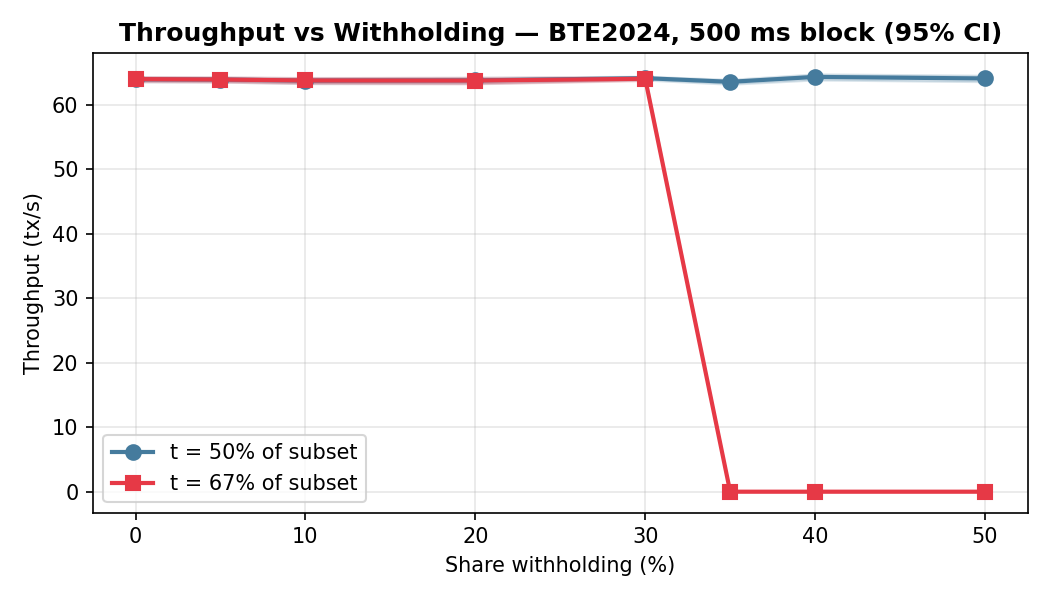 Throughput vs Withholding — BTE2024, 500 ms block (95% CI)
Throughput (tx/s)
60
50
40
30
20
10
0
t = 50% of subset
t = 67% of subset
0 10 20 30 40 50
Share withholding (%)